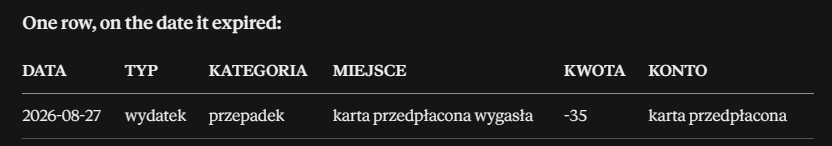 One row, on the date it expired:
DATA TYP KATEGORIA MIEJSCE KWOTA KONTO
2026-08-27 wydatek przepadek karta przedpłacona wygasła -35 karta przedpłacona